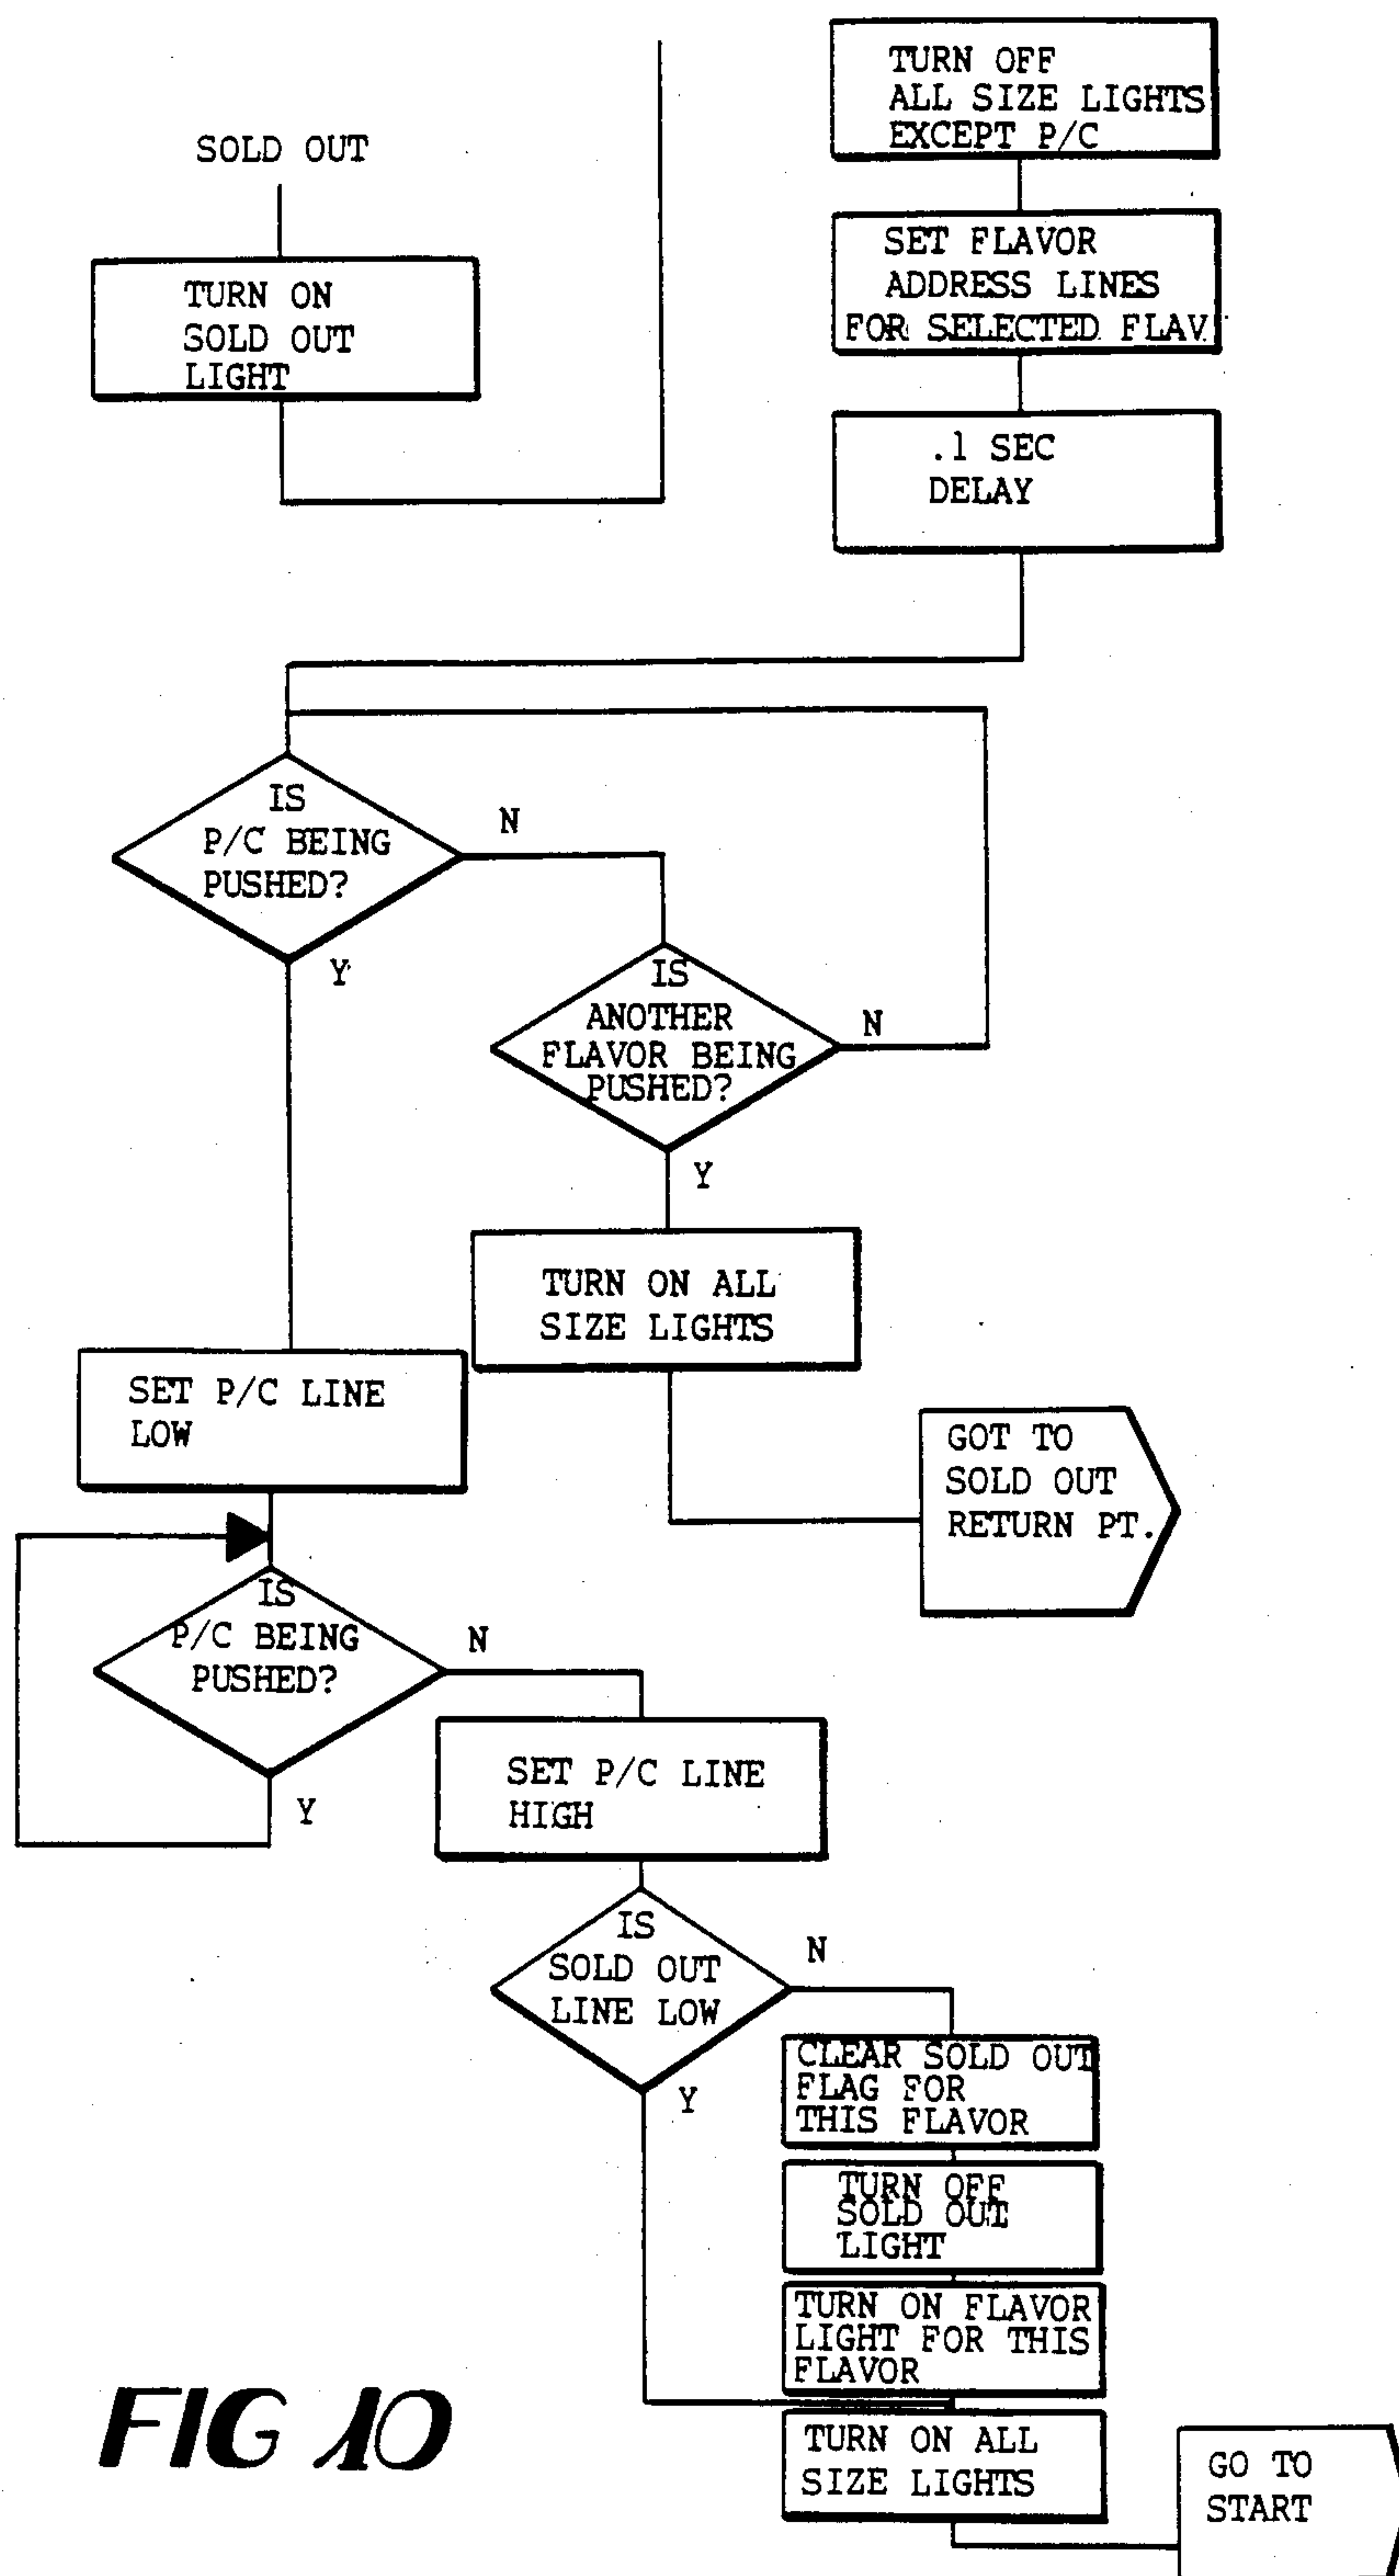 SOLD OUT
TURN ON
SOLD OUT
LIGHT
TURN OFF
ALL SIZE LIGHTS
EXCEPT P/C
SET FLAVOR
ADDRESS LINES
FOR SELECTED FLAV.
.1 SEC
DELAY
IS
P/C BEING
PUSHED?
N
Y
IS
ANOTHER
FLAVOR BEING
PUSHED?
N
Y
TURN ON ALL
SIZE LIGHTS
GOT TO
SOLD OUT
RETURN PT.
SET P/C LINE
LOW
IS
P/C BEING
PUSHED?
N
Y
SET P/C LINE
HIGH
IS
SOLD OUT
LINE LOW
N
Y
CLEAR SOLD OUT
FLAG FOR
THIS FLAVOR
TURN OFF
SOLD OUT
LIGHT
TURN ON FLAVOR
LIGHT FOR THIS
FLAVOR
TURN ON ALL
SIZE LIGHTS
GO TO
START
FIG 10